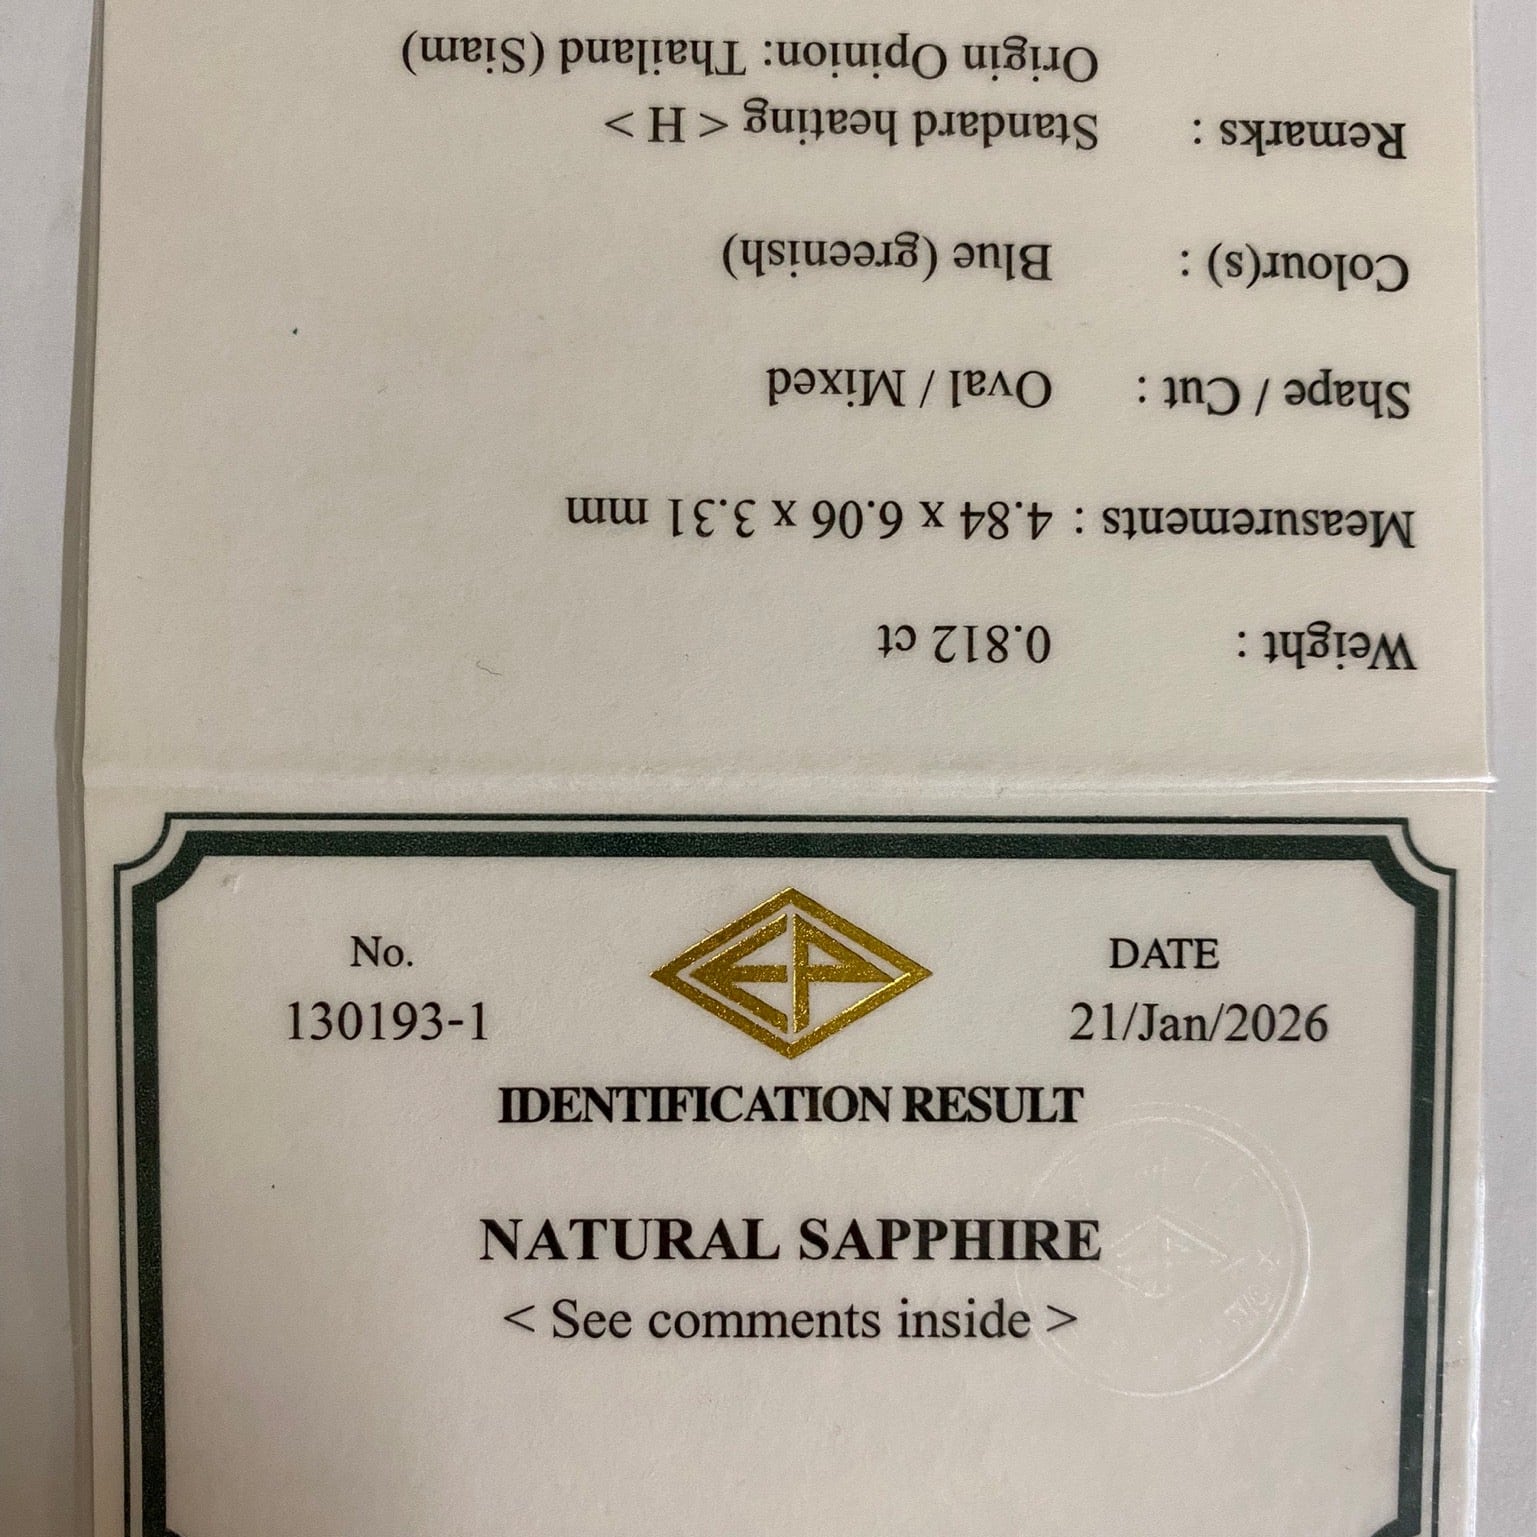 Weight : 0.812 ct
Measurements : 4.84 x 6.06 x 3.31 mm
Shape / Cut : Oval / Mixed
Colour(s) : Blue (greenish)
Remarks : Standard heating < H >
Origin Opinion: Thailand (Siam)
No.
130193-1
EP
DATE
21/Jan/2026
IDENTIFICATION RESULT
NATURAL SAPPHIRE
< See comments inside >